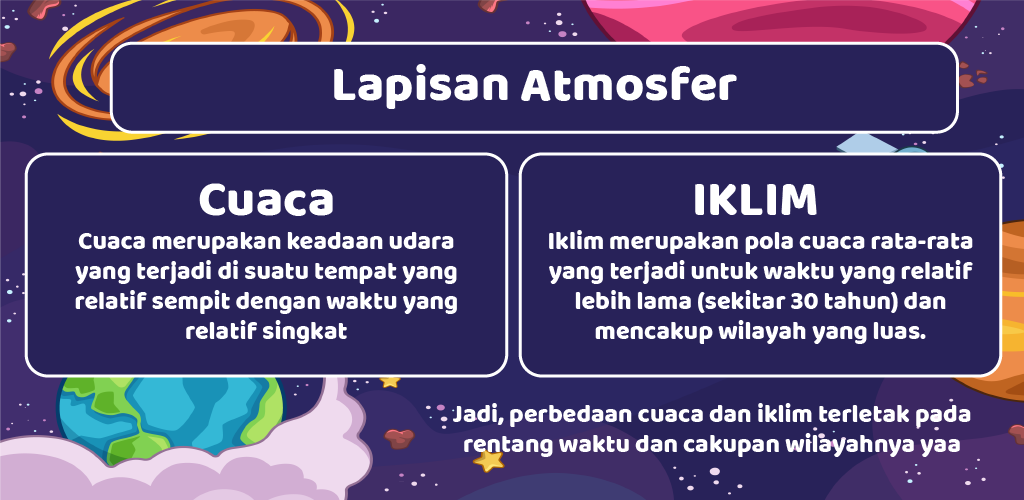 Lapisan Atmosfer
Cuaca
Cuaca merupakan keadaan udara
yang terjadi di suatu tempat yang
relatif sempit dengan waktu yang
relatif singkat
IKLIM
Iklim merupakan pola cuaca rata-rata
yang terjadi untuk waktu yang relatif
lebih lama (sekitar 30 tahun) dan
mencakup wilayah yang luas.
Jadi, perbedaan cuaca dan iklim terletak pada
rentang waktu dan cakupan wilayahnya yaa